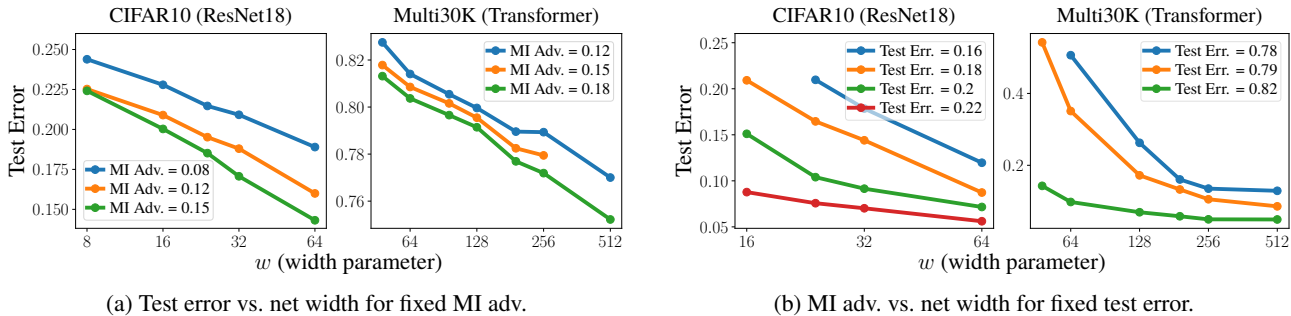 CIFAR10 (ResNet18)
Multi30K (Transformer)
Test Error
0.250
0.225
0.200
0.175
0.150
MI Adv. = 0.08
MI Adv. = 0.12
MI Adv. = 0.15
8
16
32
64
0.82
0.80
0.78
0.76
MI Adv. = 0.12
MI Adv. = 0.15
MI Adv. = 0.18
64
128
256
512
w (width parameter)
(a) Test error vs. net width for fixed MI adv.
CIFAR10 (ResNet18)
Multi30K (Transformer)
Test Error
0.25
0.20
0.15
0.10
0.05
Test Err. = 0.16
Test Err. = 0.18
Test Err. = 0.2
Test Err. = 0.22
16
32
64
0.4
0.2
Test Err. = 0.78
Test Err. = 0.79
Test Err. = 0.82
64
128
256
512
w (width parameter)
(b) MI adv. vs. net width for fixed test error.